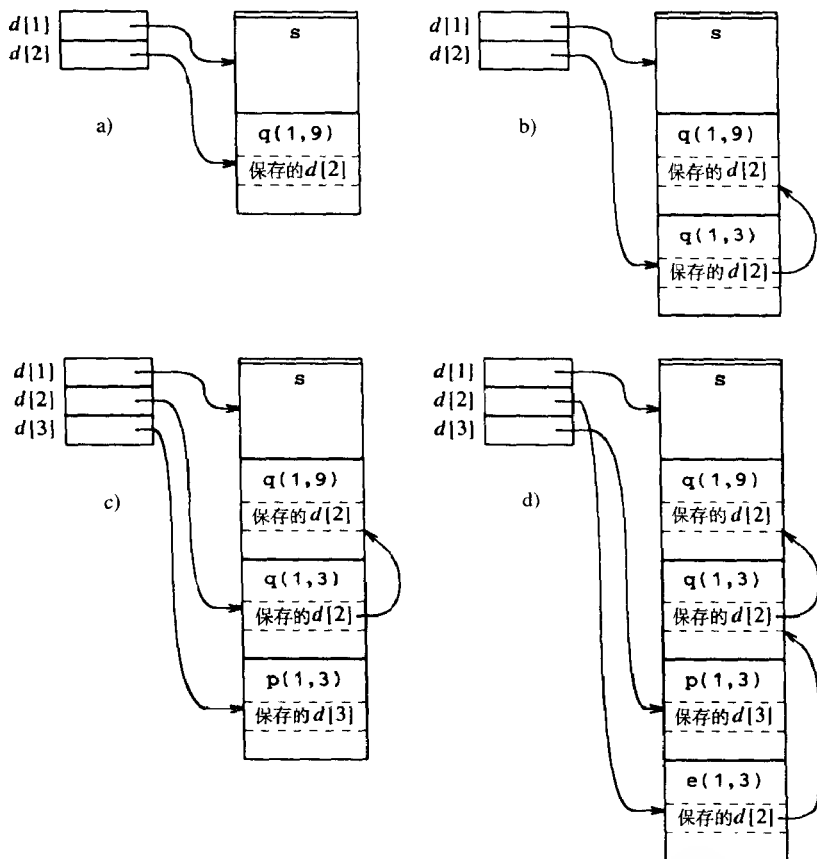 d[1]
d[2]
s
a)
q(1,9)
保存的d[2]
d[1]
d[2]
s
b)
q(1,9)
保存的d[2]
q(1,3)
保存的d[2]
d[1]
d[2]
d[3]
s
c)
q(1,9)
保存的d[2]
q(1,3)
保存的d[2]
p(1,3)
保存的d[3]
d[1]
d[2]
d[3]
s
d)
q(1,9)
保存的d[2]
q(1,3)
保存的d[2]
p(1,3)
保存的d[3]
e(1,3)
保存的d[2]